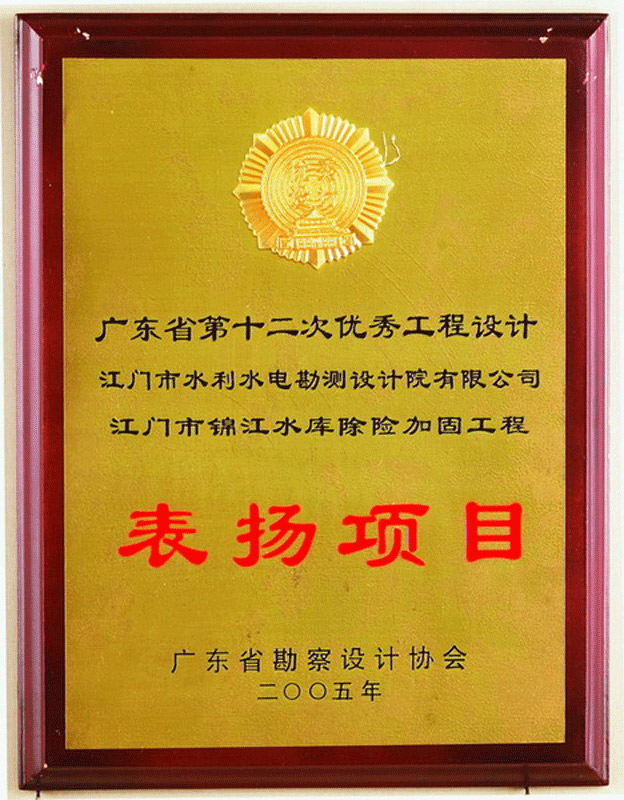 广东省第十二次优秀工程设计
江门市水利水电勘测设计院有限公司
江门市锦江水库除险加固工程
表扬项目
广东省勘察设计协会
二〇〇五年